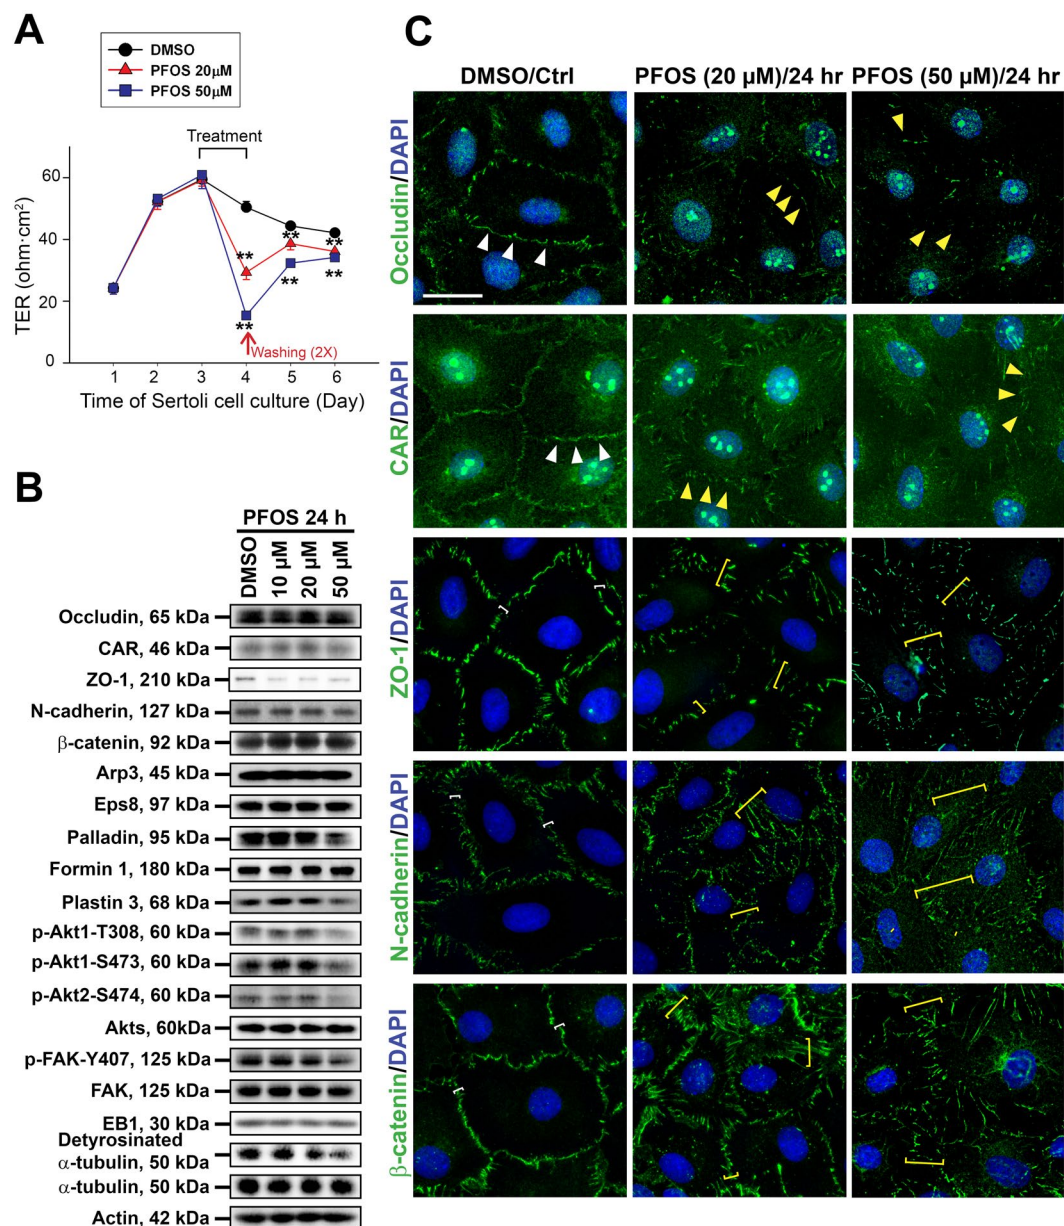 A
DMSO
PFOS 20μM
PFOS 50μM
Treatment
60
40
20
0
TER (ohm·cm²)
**
**
**
**
**
**
Washing (2X)
1 2 3 4 5 6
Time of Sertoli cell culture (Day)
B
PFOS 24 h
DMSO
10 μM
20 μM
50 μM
Occludin, 65 kDa
CAR, 46 kDa
ZO-1, 210 kDa
N-cadherin, 127 kDa
β-catenin, 92 kDa
Arp3, 45 kDa
Eps8, 97 kDa
Palladin, 95 kDa
Formin 1, 180 kDa
Plastin 3, 68 kDa
p-Akt1-T308, 60 kDa
p-Akt1-S473, 60 kDa
p-Akt2-S474, 60 kDa
Akts, 60kDa
p-FAK-Y407, 125 kDa
FAK, 125 kDa
EB1, 30 kDa
Detyrosinated
α-tubulin, 50 kDa
α-tubulin, 50 kDa
Actin, 42 kDa
C
DMSO/Ctrl
PFOS (20 μM)/24 hr
PFOS (50 μM)/24 hr
Occludin/DAPI
CAR/DAPI
ZO-1/DAPI
N-cadherin/DAPI
β-catenin/DAPI